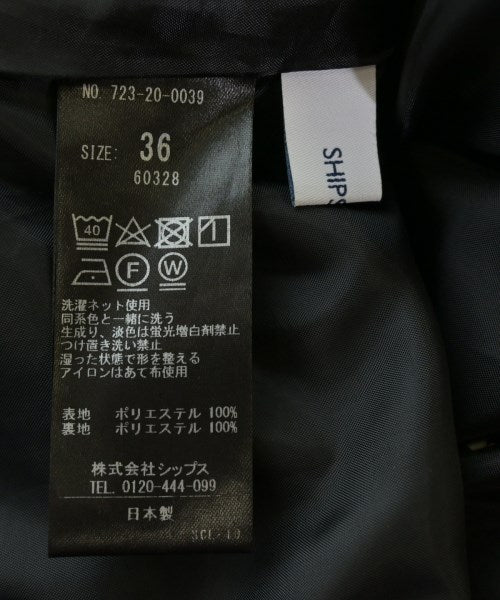 NO. 723-20-0039
SIZE: 36
60328
40
F W
洗濯ネット使用
同系色と一緒に洗う
生成り、淡色は蛍光増白剤禁止
つけ置き洗い禁止
湿った状態で形を整える
アイロンはあて布使用
表地 ポリエステル 100%
裏地 ポリエステル 100%
株式会社シップス
TEL. 0120-444-099
日本製
SHIPS